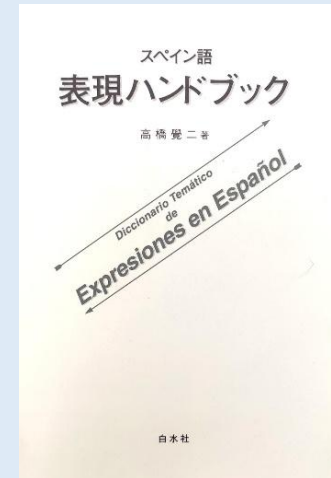 スペイン語
表現ハンドブック
高橋覺二著
Diccionario Temático
de
Expresiones en Español
白水社